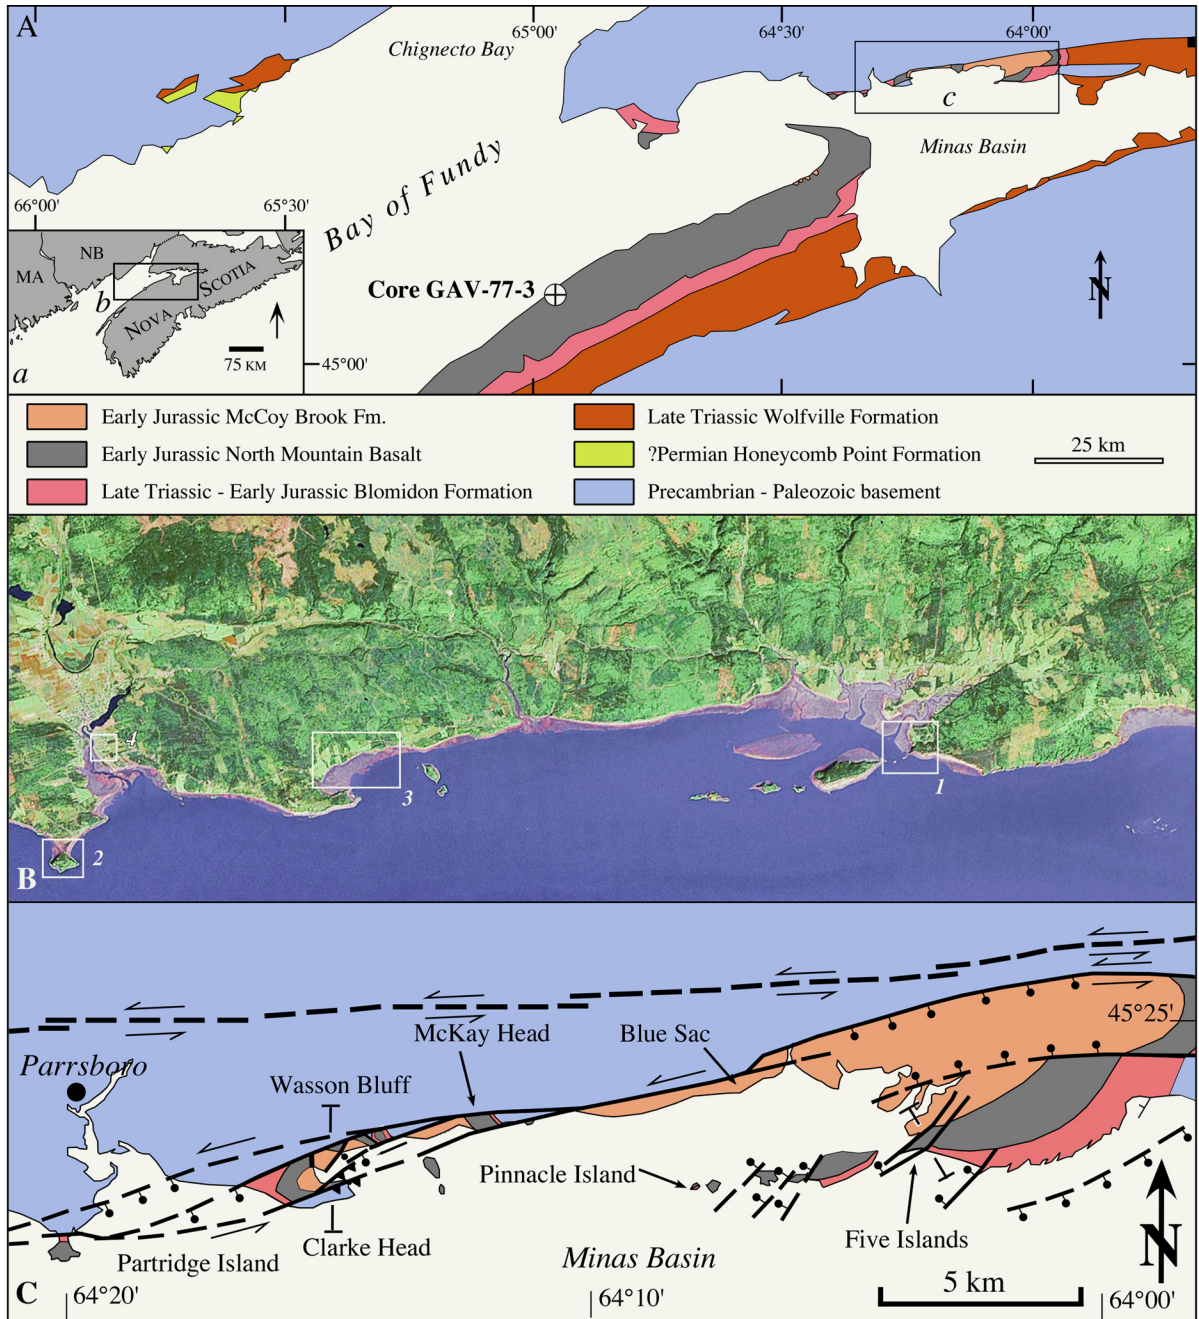 A
65°00'
64°30'
64°00'
Chignecto Bay
c
Minas Basin
Bay of Fundy
66°00'
65°30'
NB
MA
b
NOVA
SCOTIA
75 KM
a
Core GAV-77-3
N
45°00'
Early Jurassic McCoy Brook Fm.
Early Jurassic North Mountain Basalt
Late Triassic - Early Jurassic Blomidon Formation
Late Triassic Wolfville Formation
?Permian Honeycomb Point Formation
Precambrian - Paleozoic basement
25 km
4
3
1
2
B
McKay Head
Blue Sac
45°25'
Parrsboro
Wasson Bluff
Pinnacle Island
Five Islands
Clarke Head
Partridge Island
Minas Basin
N
C
5 km
64°20'
64°10'
64°00'